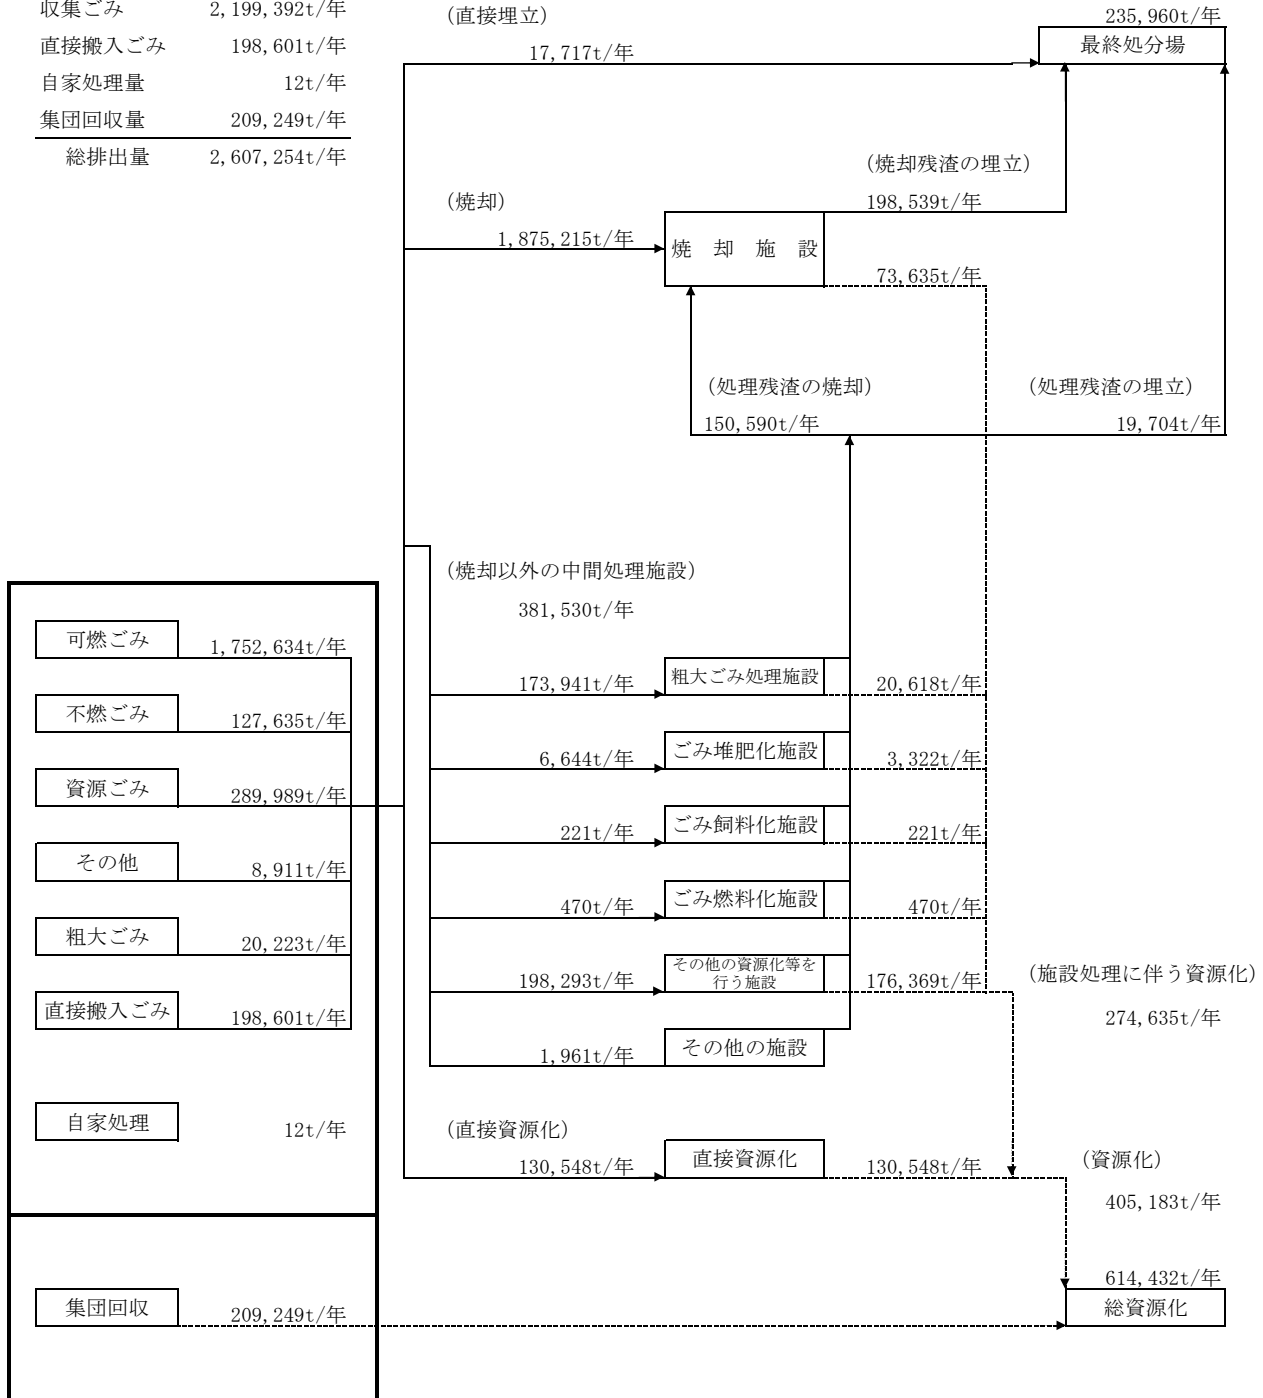 収集ごみ 2,199,392t/年
直接搬入ごみ 198,601t/年
自家処理量 12t/年
集団回収量 209,249t/年
総排出量 2,607,254t/年
(直接埋立)
17,717t/年
235,960t/年
最終処分場
(焼却残渣の埋立)
198,539t/年
(焼却)
1,875,215t/年
焼却施設
73,635t/年
(処理残渣の焼却)
150,590t/年
(処理残渣の埋立)
19,704t/年
(焼却以外の中間処理施設)
381,530t/年
可燃ごみ 1,752,634t/年
不燃ごみ 127,635t/年
資源ごみ 289,989t/年
その他 8,911t/年
粗大ごみ 20,223t/年
直接搬入ごみ 198,601t/年
自家処理 12t/年
173,941t/年 粗大ごみ処理施設 20,618t/年
6,644t/年 ごみ堆肥化施設 3,322t/年
221t/年 ごみ飼料化施設 221t/年
470t/年 ごみ燃料化施設 470t/年
198,293t/年 その他の資源化等を
行う施設 176,369t/年
(施設処理に伴う資源化)
274,635t/年
1,961t/年 その他の施設
(直接資源化)
130,548t/年 直接資源化 130,548t/年
(資源化)
405,183t/年
614,432t/年
総資源化
集団回収 209,249t/年